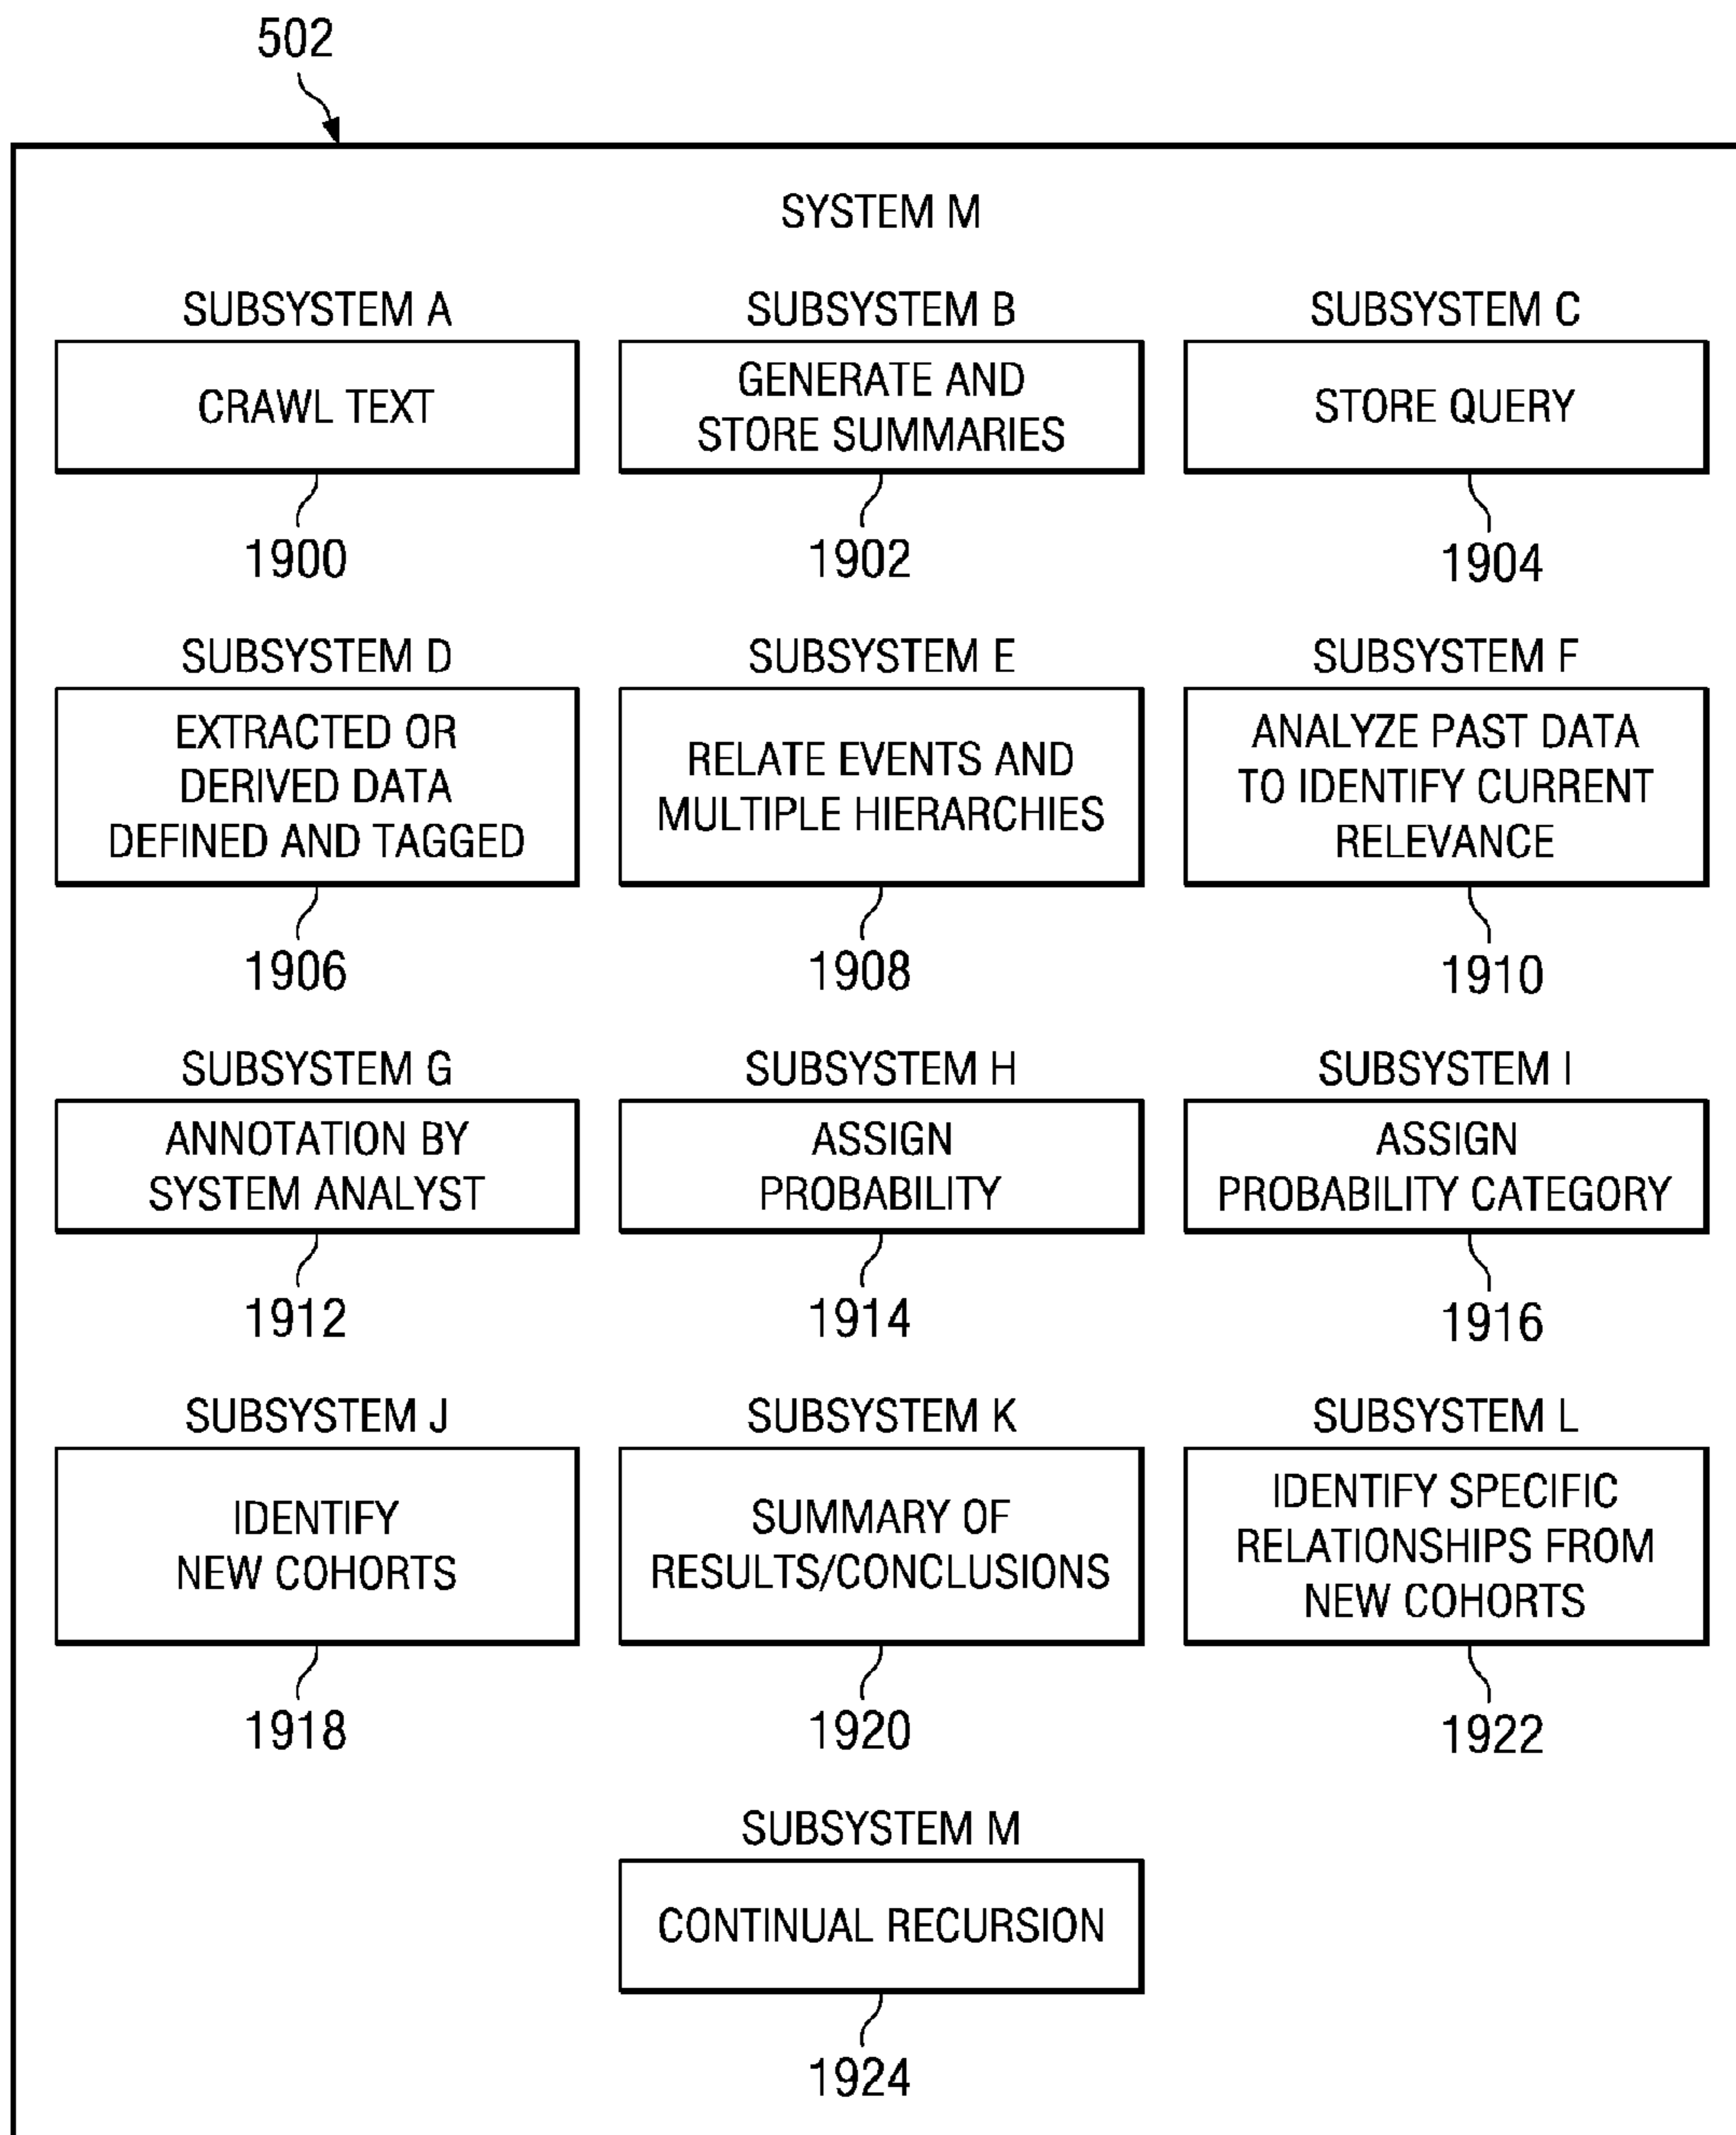 502
SYSTEM M
SUBSYSTEM A
CRAWL TEXT
1900
SUBSYSTEM B
GENERATE AND
STORE SUMMARIES
1902
SUBSYSTEM C
STORE QUERY
1904
SUBSYSTEM D
EXTRACTED OR
DERIVED DATA
DEFINED AND TAGGED
1906
SUBSYSTEM E
RELATE EVENTS AND
MULTIPLE HIERARCHIES
1908
SUBSYSTEM F
ANALYZE PAST DATA
TO IDENTIFY CURRENT
RELEVANCE
1910
SUBSYSTEM G
ANNOTATION BY
SYSTEM ANALYST
1912
SUBSYSTEM H
ASSIGN
PROBABILITY
1914
SUBSYSTEM I
ASSIGN
PROBABILITY CATEGORY
1916
SUBSYSTEM J
IDENTIFY
NEW COHORTS
1918
SUBSYSTEM K
SUMMARY OF
RESULTS/CONCLUSIONS
1920
SUBSYSTEM L
IDENTIFY SPECIFIC
RELATIONSHIPS FROM
NEW COHORTS
1922
SUBSYSTEM M
CONTINUAL RECURSION
1924